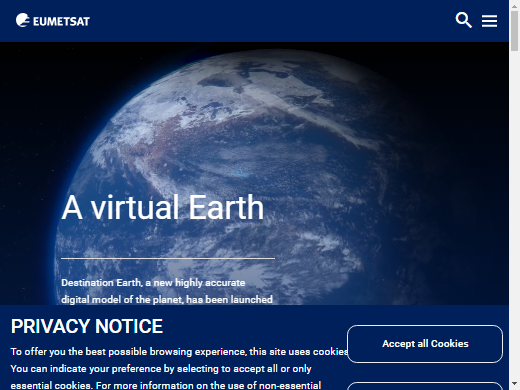 EUMETSAT
A virtual Earth
Destination Earth, a new highly accurate
digital model of the planet, has been launched
PRIVACY NOTICE
To offer you the best possible browsing experience, this site uses cookies
You can indicate your preference by selecting to accept all or only
essential cookies. For more information on the use of non-essential
Accept all Cookies